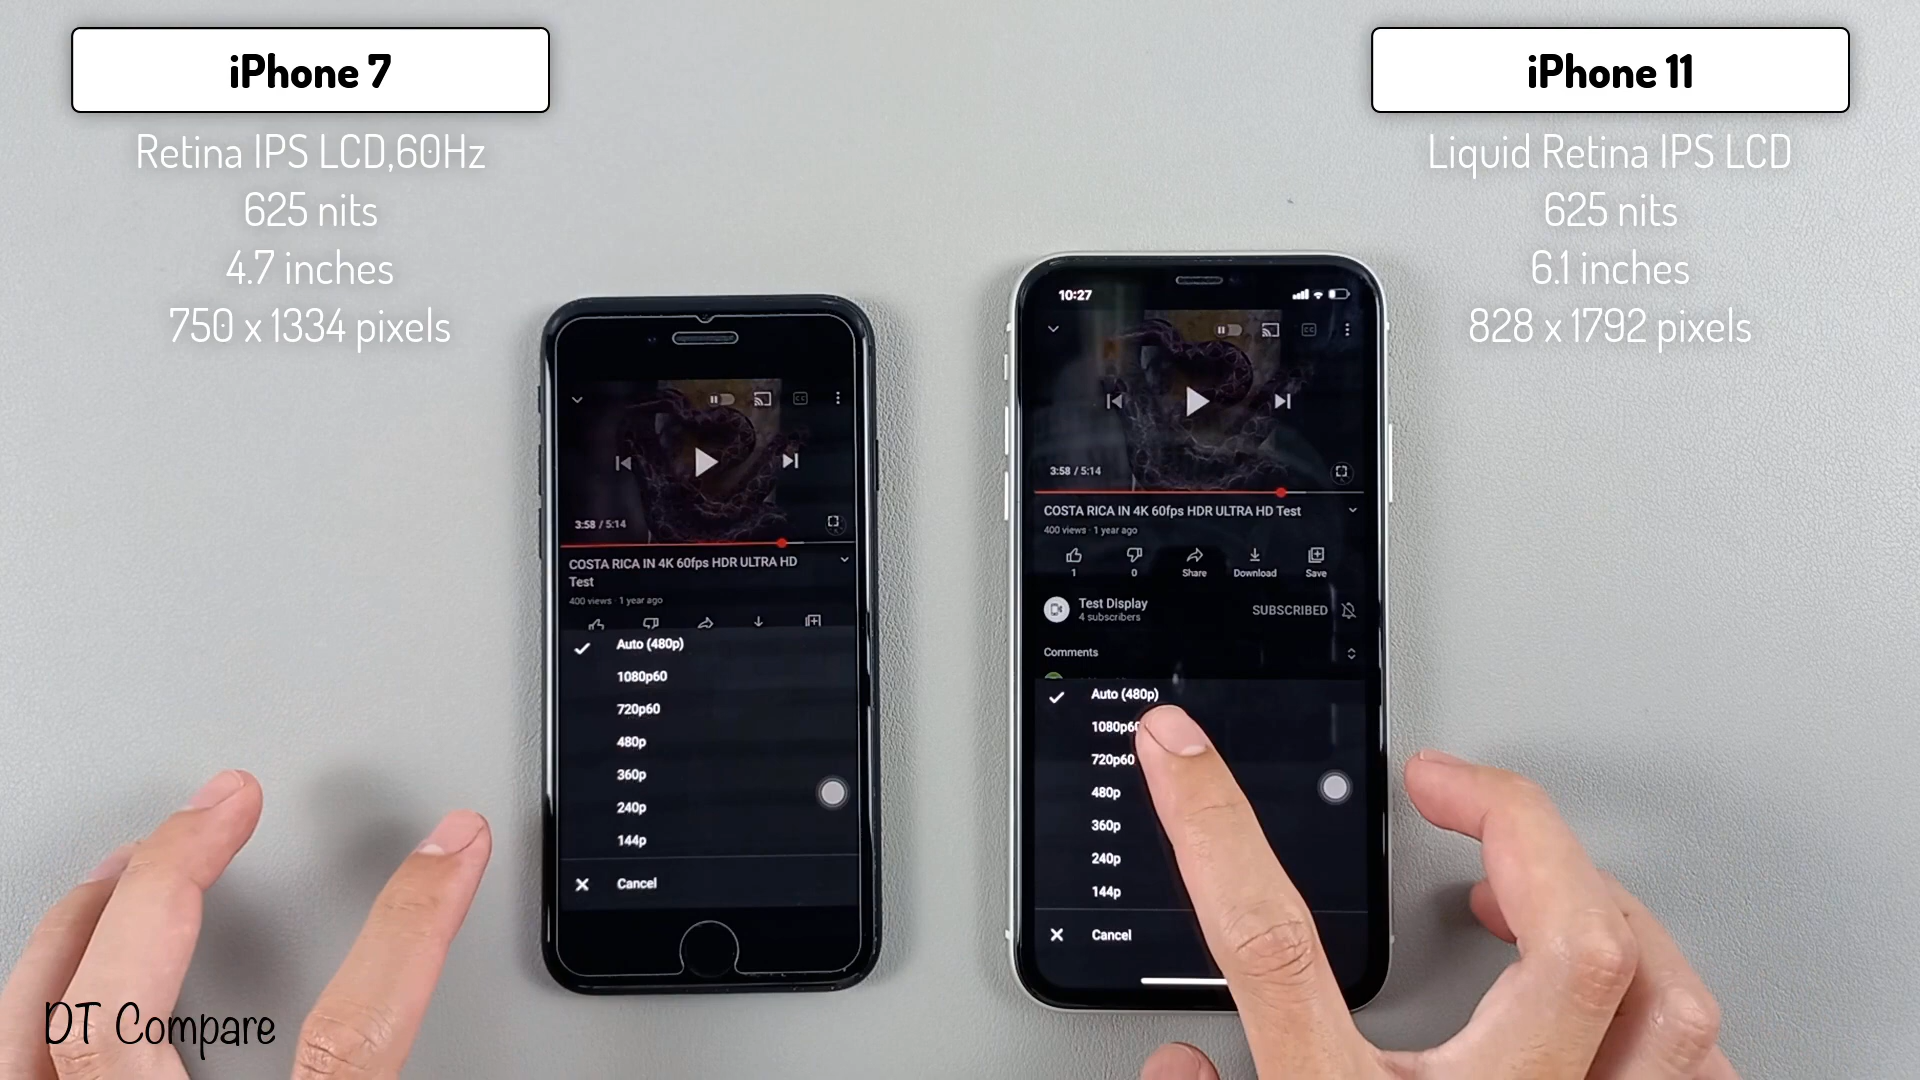 iPhone 7
Retina IPS LCD,60Hz
625 nits
4.7 inches
750 x 1334 pixels
iPhone 11
Liquid Retina IPS LCD
625 nits
6.1 inches
828 x 1792 pixels
CC
3:58 / 5:14
COSTA RICA IN 4K 60fps HDR ULTRA HD
Test
400 views · 1 year ago
Auto (480p)
1080p60
720p60
480p
360p
240p
144p
Cancel
10:27
CC
3:58 / 5:14
COSTA RICA IN 4K 60fps HDR ULTRA HD Test
400 views · 1 year ago
1
0
Share
Download
Save
Test Display
4 subscribers
SUBSCRIBED
Comments
Auto (480p)
1080p60
720p60
480p
360p
240p
144p
Cancel
DT Compare